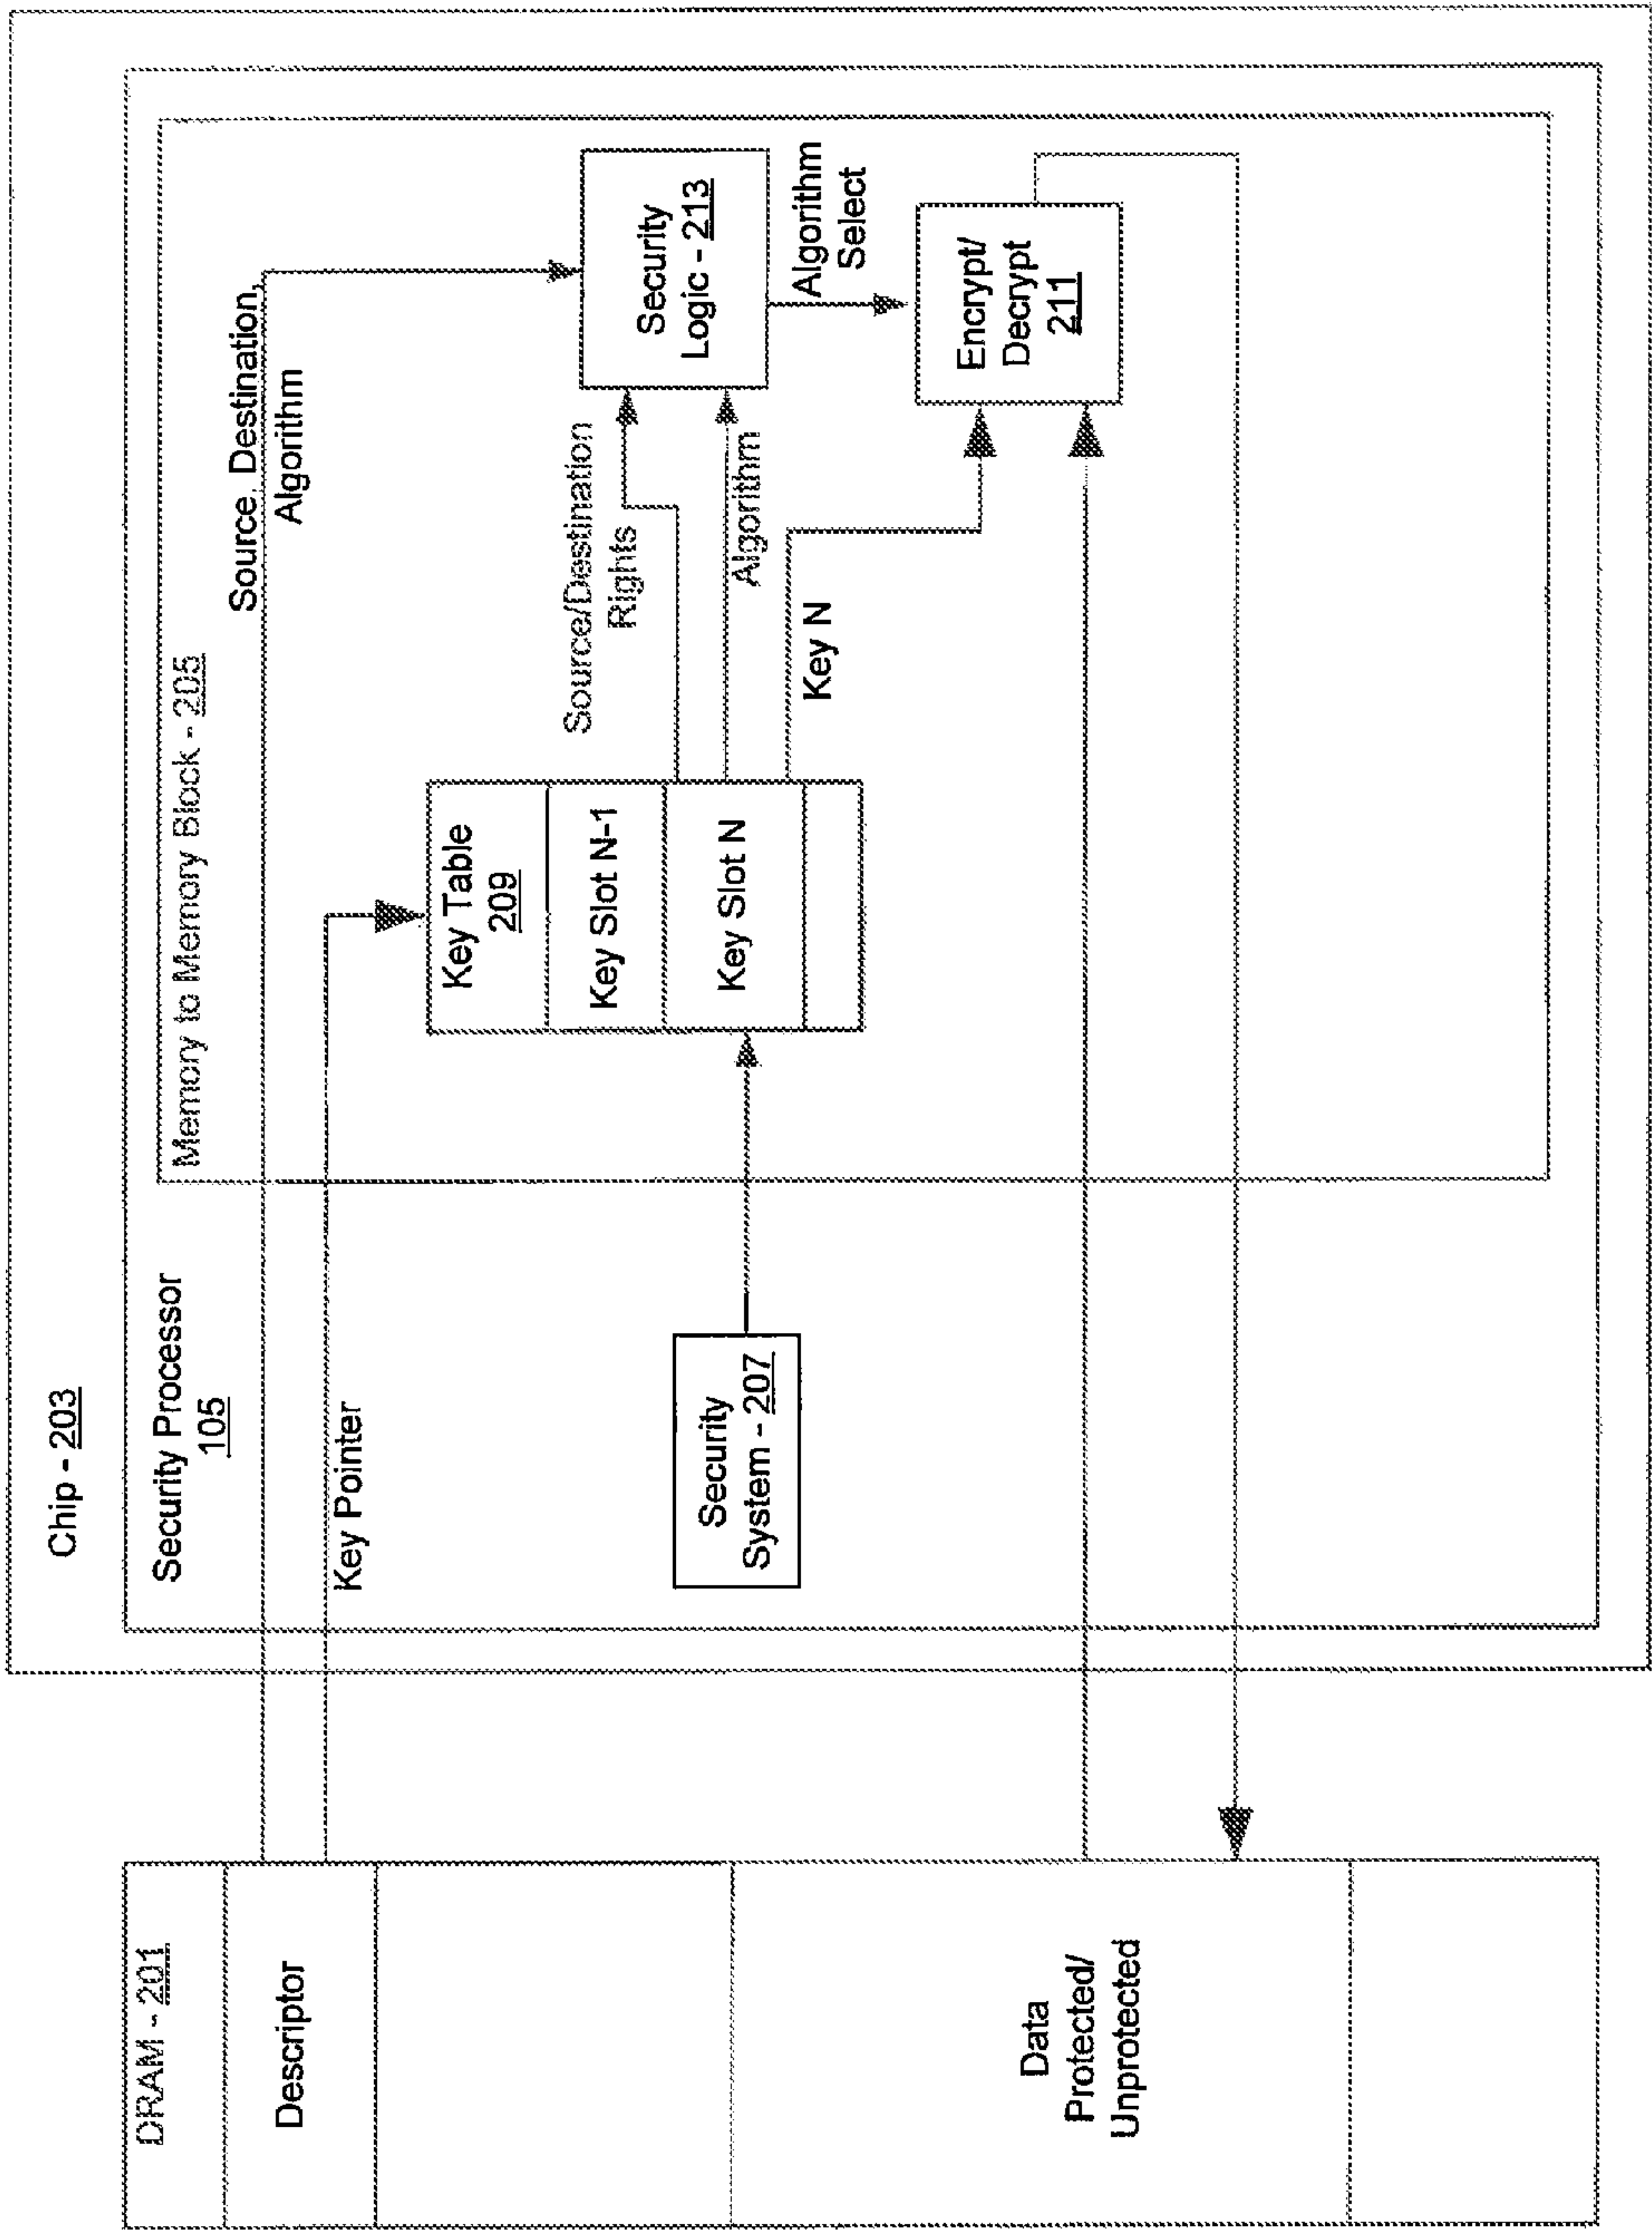 Chip - 203
DRAM - 201
Security Processor
105
Memory to Memory Block - 205
Descriptor
Source, Destination,
Algorithm
Key Pointer
Key Table
209
Key Slot N-1
Key Slot N
Source/Destination
Rights
Algorithm
Key N
Security
Logic - 213
Algorithm
Select
Security
System - 207
Encrypt/
Decrypt
211
Data
Protected/
Unprotected